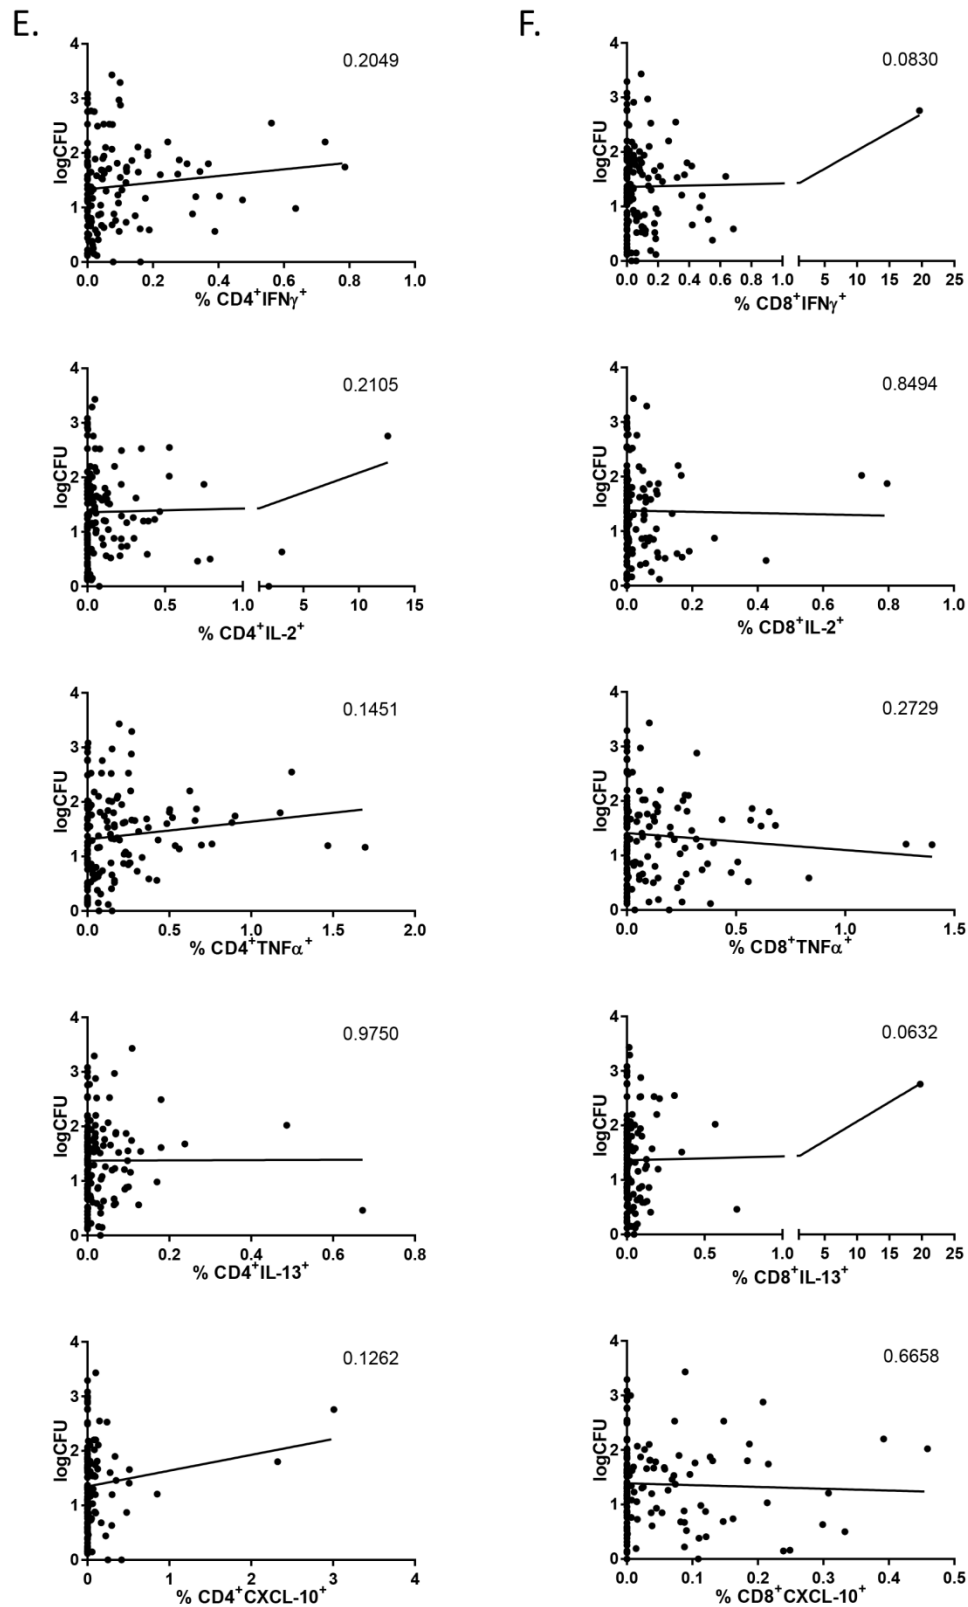 E. F.
4 0.2049 4 0.0830
3 3
logCFU 2 logCFU 2
1 1
0 0
0.0 0.2 0.4 0.6 0.8 1.0 0.0 0.2 0.4 0.6 0.8 1.0 5 10 15 20 25
% CD4⁺IFNγ⁺ % CD8⁺IFNγ⁺
4 0.2105 4 0.8494
3 3
logCFU 2 logCFU 2
1 1
0 0
0.0 0.5 1.0 5 10 15 0.0 0.2 0.4 0.6 0.8 1.0
% CD4⁺IL-2⁺ % CD8⁺IL-2⁺
4 0.1451 4 0.2729
3 3
logCFU 2 logCFU 2
1 1
0 0
0.0 0.5 1.0 1.5 2.0 0.0 0.5 1.0 1.5
% CD4⁺TNFα⁺ % CD8⁺TNFα⁺
4 0.9750 4 0.0632
3 3
logCFU 2 logCFU 2
1 1
0 0
0.0 0.2 0.4 0.6 0.8 0.0 0.5 1.0 5 10 15 20 25
% CD4⁺IL-13⁺ % CD8⁺IL-13⁺
4 0.1262 4 0.6658
3 3
logCFU 2 logCFU 2
1 1
0 0
0 1 2 3 4 0.0 0.1 0.2 0.3 0.4 0.5
% CD4⁺CXCL-10⁺ % CD8⁺CXCL-10⁺